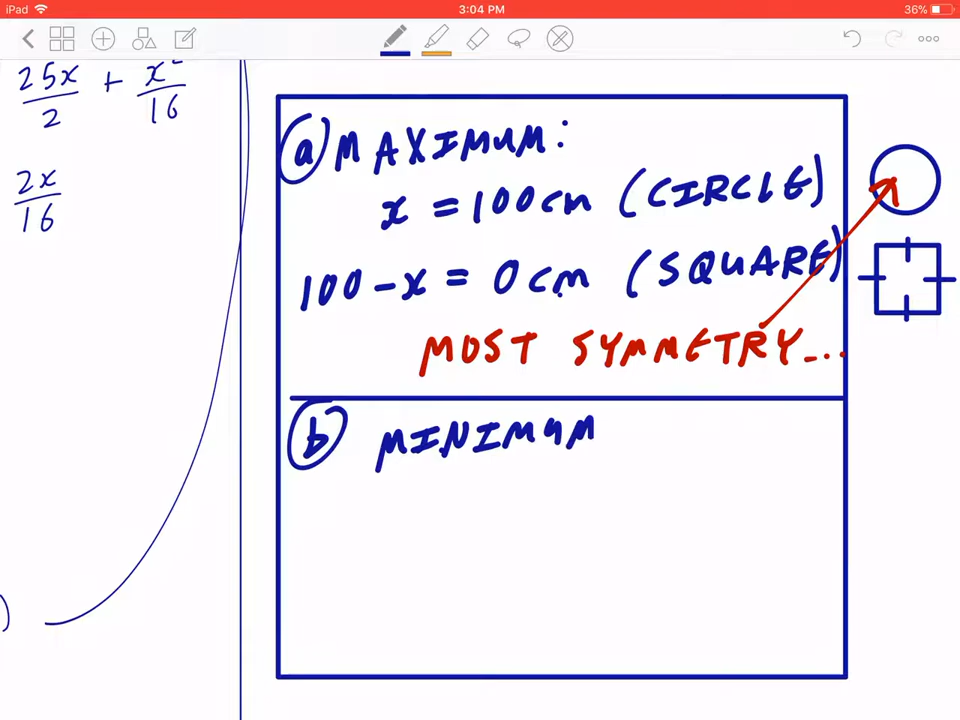 iPad 3:04 PM 36%
25x/2 + x²/16
2x/16
(a) MAXIMUM:
x = 100cm (CIRCLE)
100-x = 0cm (SQUARE)
MOST SYMMETRY...
(b) MINIMUM
)